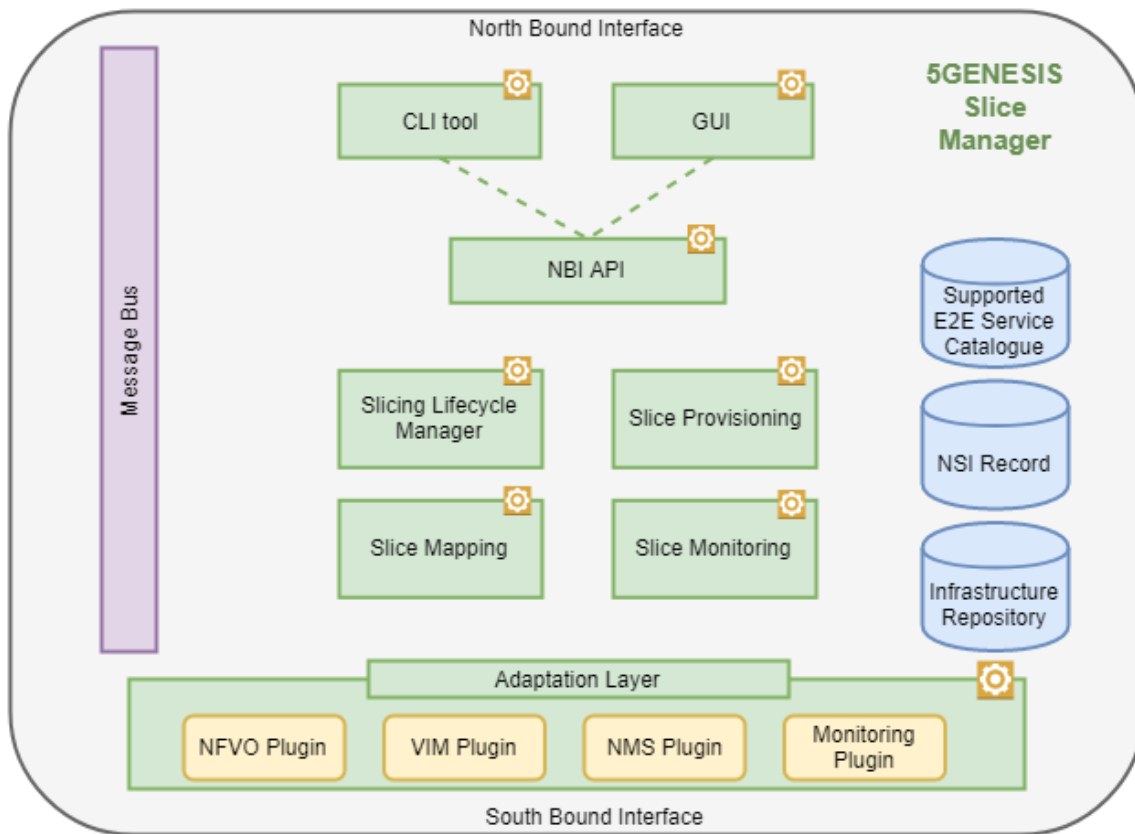 North Bound Interface
5GENESIS
Slice
Manager
CLI tool
GUI
NBI API
Message Bus
Supported
E2E Service
Catalogue
Slicing Lifecycle
Manager
Slice Provisioning
NSI Record
Slice Mapping
Slice Monitoring
Infrastructure
Repository
Adaptation Layer
NFVO Plugin
VIM Plugin
NMS Plugin
Monitoring
Plugin
South Bound Interface